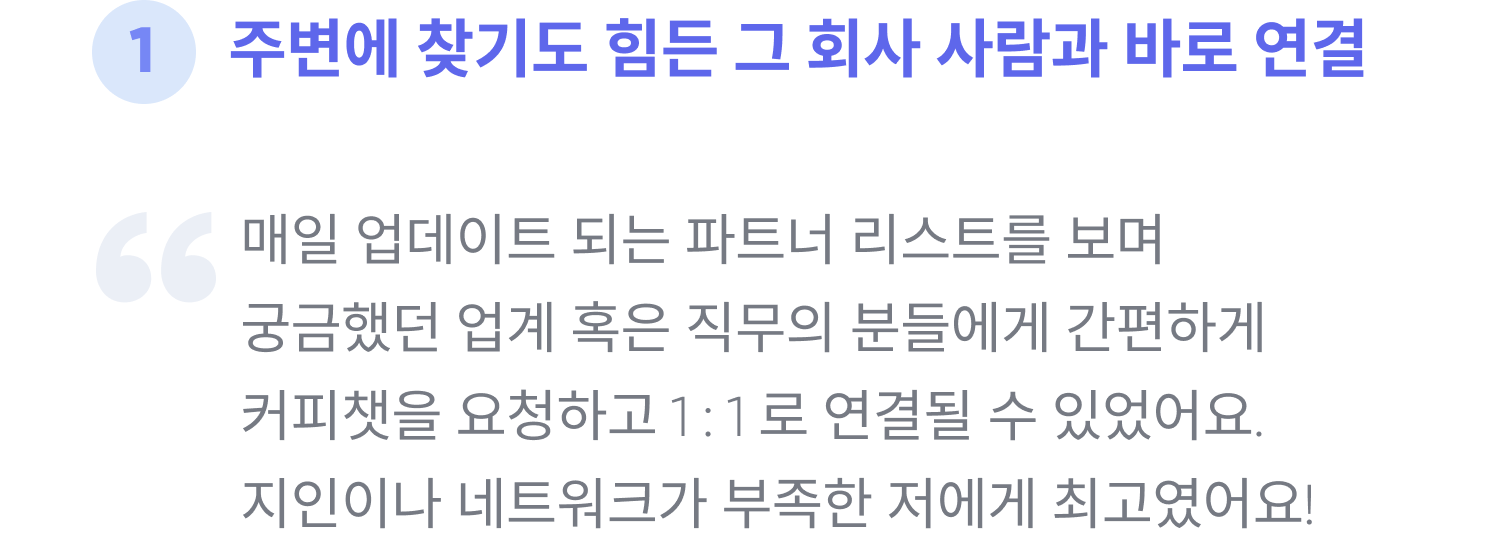 1 주변에 찾기도 힘든 그 회사 사람과 바로 연결
“ 매일 업데이트 되는 파트너 리스트를 보며
궁금했던 업계 혹은 직무의 분들에게 간편하게
커피챗을 요청하고 1:1로 연결될 수 있었어요.
지인이나 네트워크가 부족한 저에게 최고였어요!